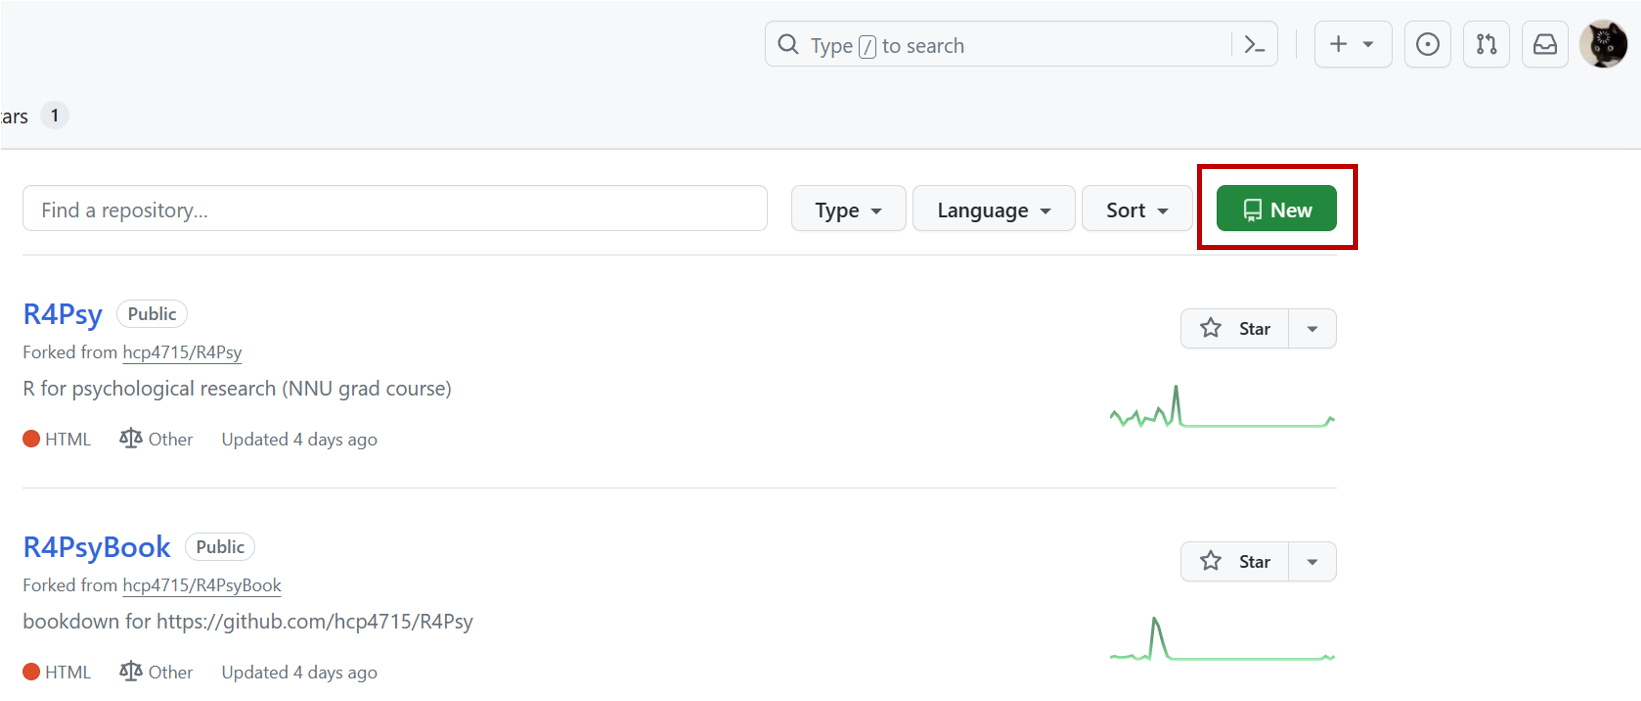 Type / to search
ars 1
Find a repository...
Type
Language
Sort
New
R4Psy Public
Star
Forked from hcp4715/R4Psy
R for psychological research (NNU grad course)
HTML Other Updated 4 days ago
R4PsyBook Public
Star
Forked from hcp4715/R4PsyBook
bookdown for https://github.com/hcp4715/R4Psy
HTML Other Updated 4 days ago